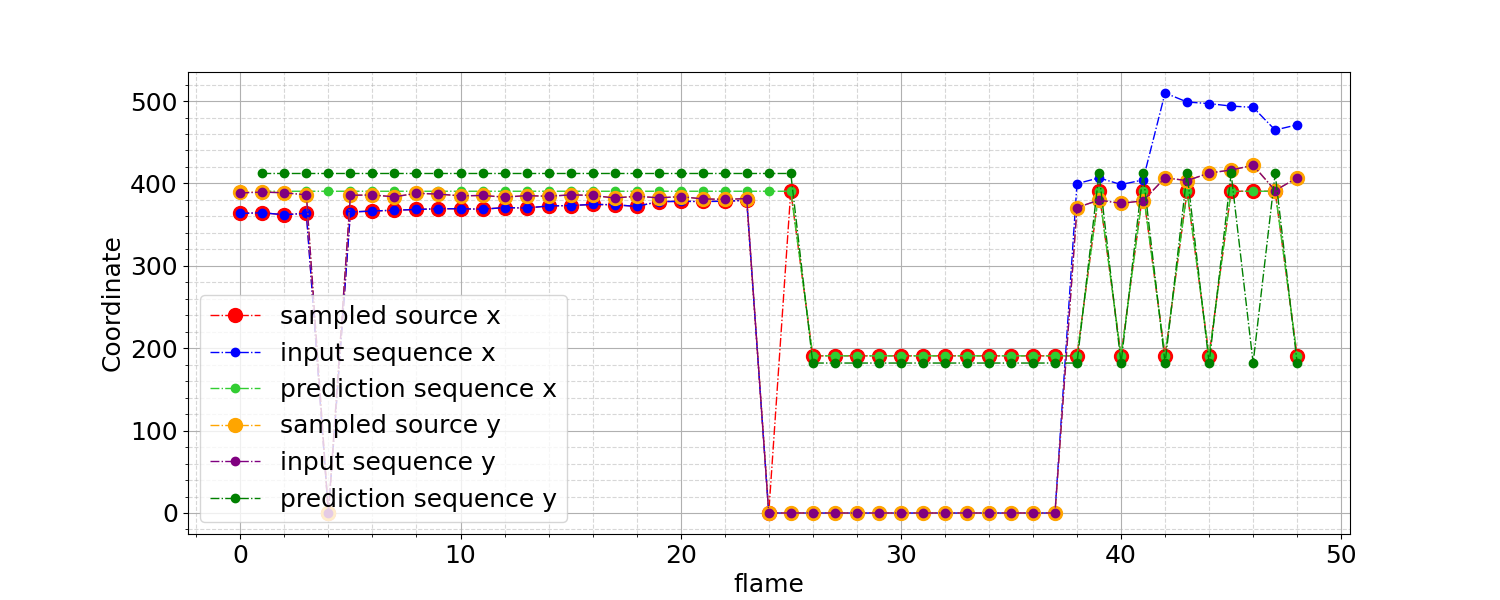 500
400
300
200
100
0
Coordinate
sampled source x
input sequence x
prediction sequence x
sampled source y
input sequence y
prediction sequence y
0 10 20 30 40 50
flame